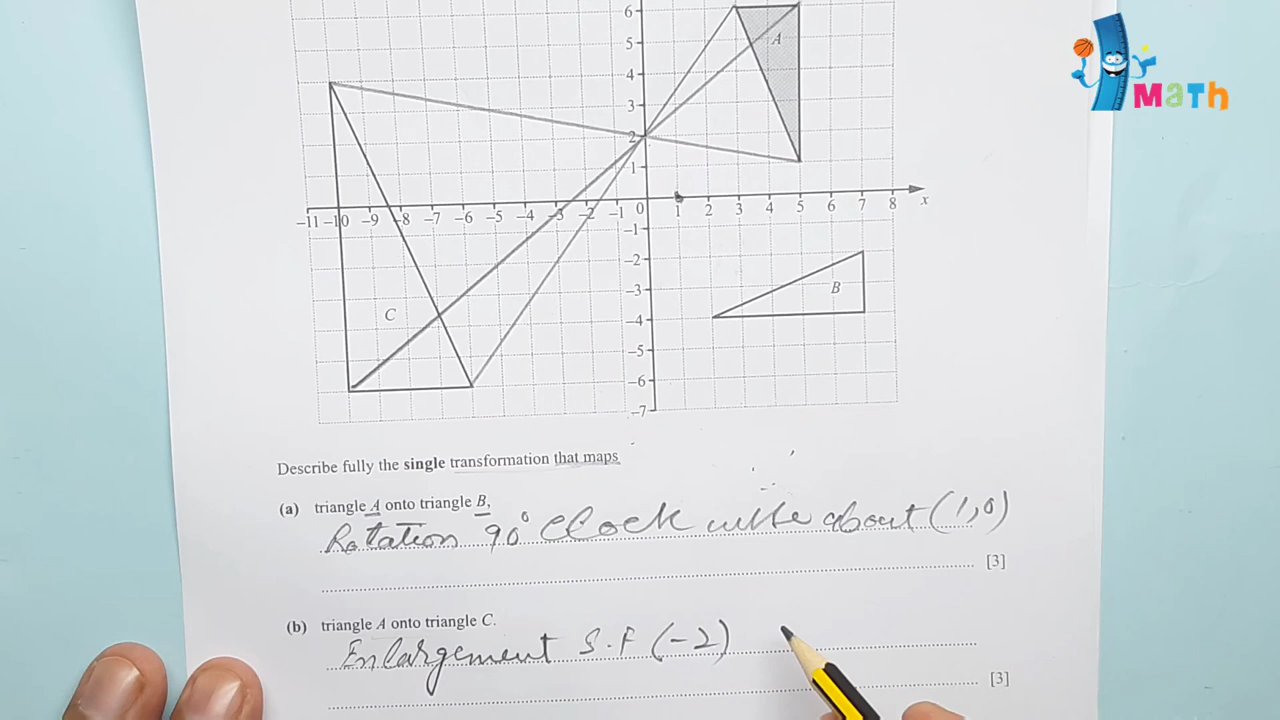 MaTh
6
5
A
4
3
2
1
-11 -10 -9 -8 -7 -6 -5 -4 -3 -2 -1 0 1 2 3 4 5 6 7 8 x
-1
-2
-3
B
C
-4
-5
-6
-7
Describe fully the single transformation that maps
(a) triangle A onto triangle B,
Rotation 90° clock wise about (1,0)
[3]
(b) triangle A onto triangle C.
Enlargement S.F (-2)
[3]